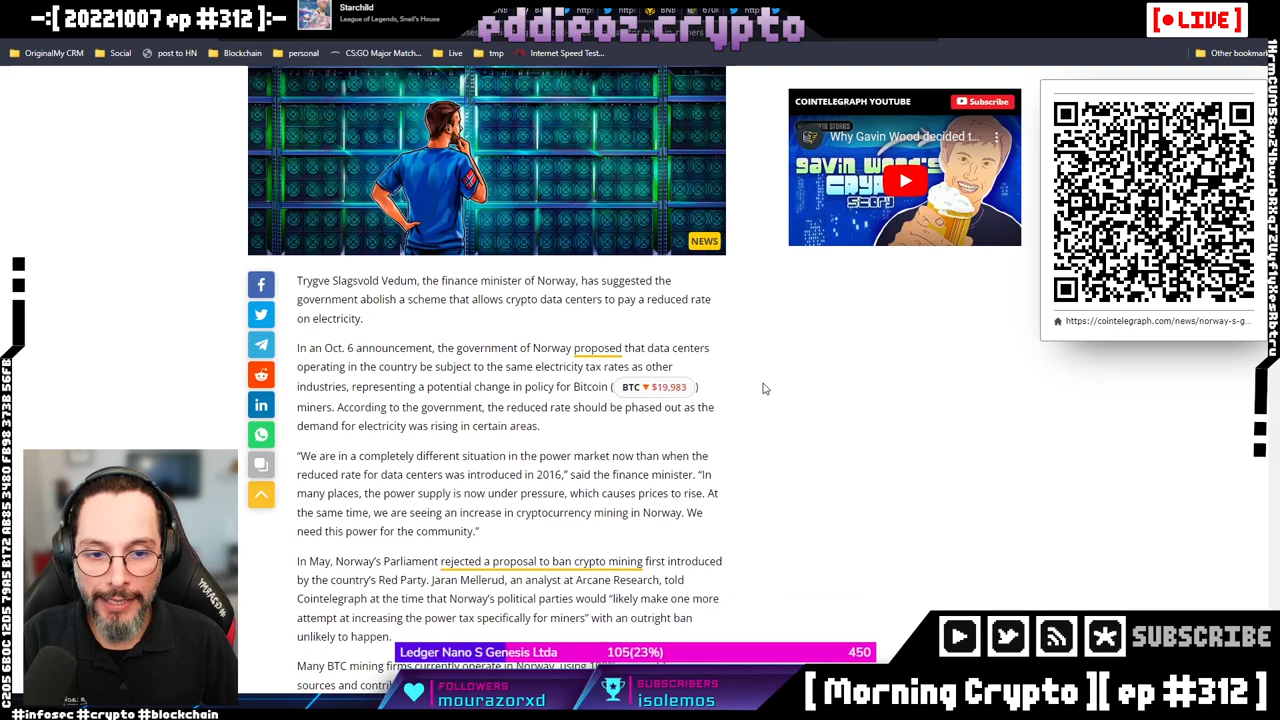 -:[ 20221007 ep #312 ]:-
Starchild
League of Legends, Snail's House
eddieoz.crypto
[ ● LIVE ]
OriginalMy CRM
Social
post to HN
Blockchain
personal
CS:GO Major Match...
Live
tmp
Internet Speed Test...
Other bookmar
NEWS
COINTELEGRAPH YOUTUBE
Subscribe
Why Gavin Wood decided t...
GAVIN WOOD'S
CRYPTO
STORY
https://cointelegraph.com/news/norway-s-g...
Trygve Slagsvold Vedum, the finance minister of Norway, has suggested the
government abolish a scheme that allows crypto data centers to pay a reduced rate
on electricity.
In an Oct. 6 announcement, the government of Norway proposed that data centers
operating in the country be subject to the same electricity tax rates as other
industries, representing a potential change in policy for Bitcoin ( BTC ▼ $19,983 )
miners. According to the government, the reduced rate should be phased out as the
demand for electricity was rising in certain areas.
“We are in a completely different situation in the power market now than when the
reduced rate for data centers was introduced in 2016,” said the finance minister. “In
many places, the power supply is now under pressure, which causes prices to rise. At
the same time, we are seeing an increase in cryptocurrency mining in Norway. We
need this power for the community.”
In May, Norway’s Parliament rejected a proposal to ban crypto mining first introduced
by the country’s Red Party. Jaran Mellerud, an analyst at Arcane Research, told
Cointelegraph at the time that Norway’s political parties would “likely make one more
attempt at increasing the power tax specifically for miners” with an outright ban
unlikely to happen.
Many BTC mining firms currently operate in Norway, using
sources and
Ledger Nano S Genesis Ltda 105(23%) 450
FOLLOWERS
mourazorxd
SUBSCRIBERS
isolemos
SUBSCRIBE
[ Morning Crypto ][ ep #312 ]
#infosec #crypto #blockchain